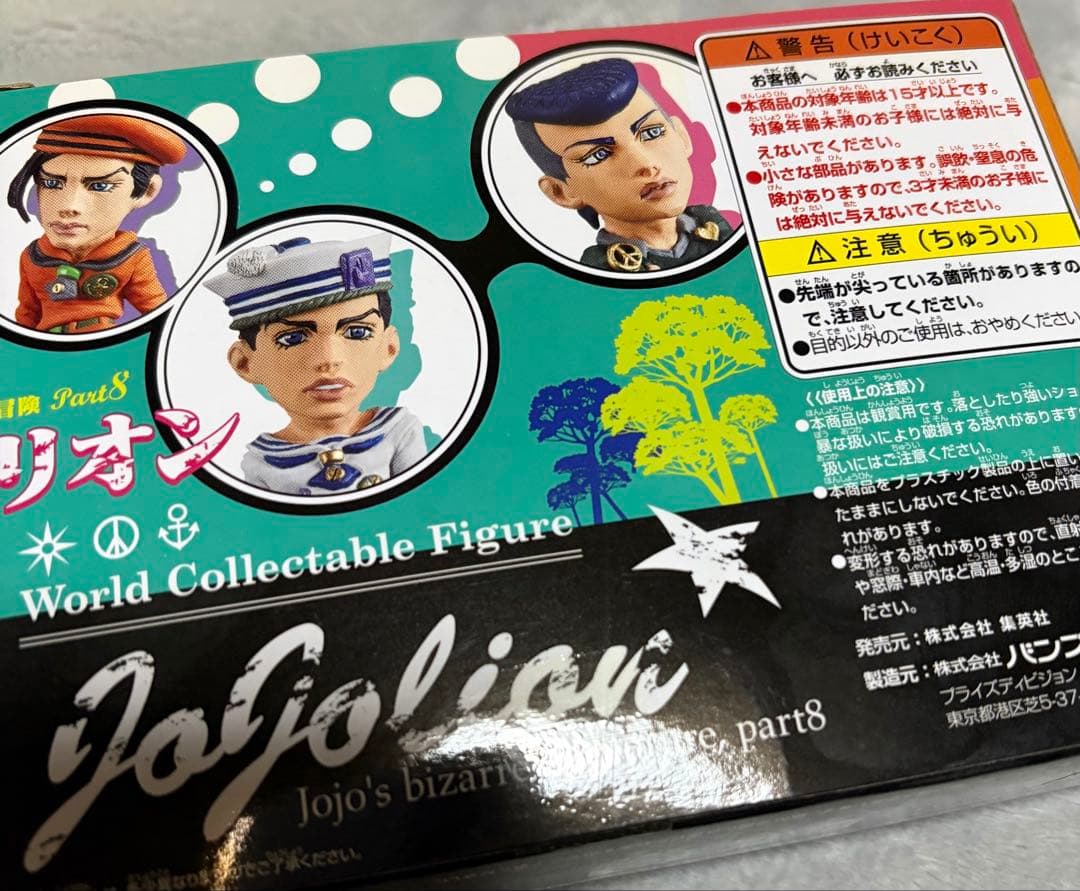 ⚠警告（けいこく）
お客様へ 必ずお読みください
●本商品の対象年齢は15才以上です。
対象年齢未満のお子様には絶対に与
えないでください。
●小さな部品があります。誤飲・窒息の危
険がありますので、3才未満のお子様に
は絶対に与えないでください。
⚠注意（ちゅうい）
●先端が尖っている箇所がありますの
で、注意してください。
●目的以外のご使用は、おやめください
《使用上の注意》
●本商品は観賞用です。落としたり強いショ
暴な扱いにより破損する恐れがあります
扱いにはご注意ください。
●本商品をプラスチック製品の上に置い
たままにしないでください。色の付着
れがあります。
●変形する恐れがありますので、直射
や窓際・車内など高温・多湿のとこ
ださい。
発売元：株式会社 集英社
製造元：株式会社 バンプ
プライズディビジョン
東京都港区芝5-37
冒険 Part8
リオン
World Collectable Figure
JoJolion
Jojo's bizarre adventure part8
でご了承ください。